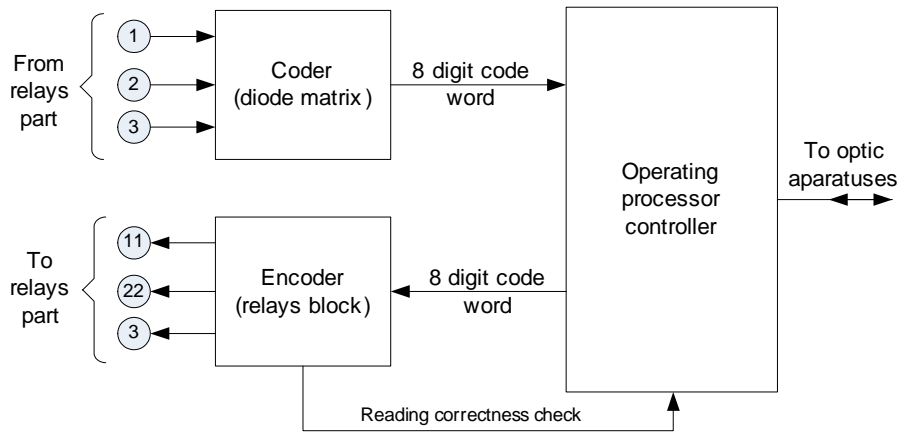 From
relays
part
1
2
3
Coder
(diode matrix)
8 digit code
word
Operating
processor
controller
To optic
aparatuses
To
relays
part
11
22
3
Encoder
(relays block)
8 digit code
word
Reading correctness check